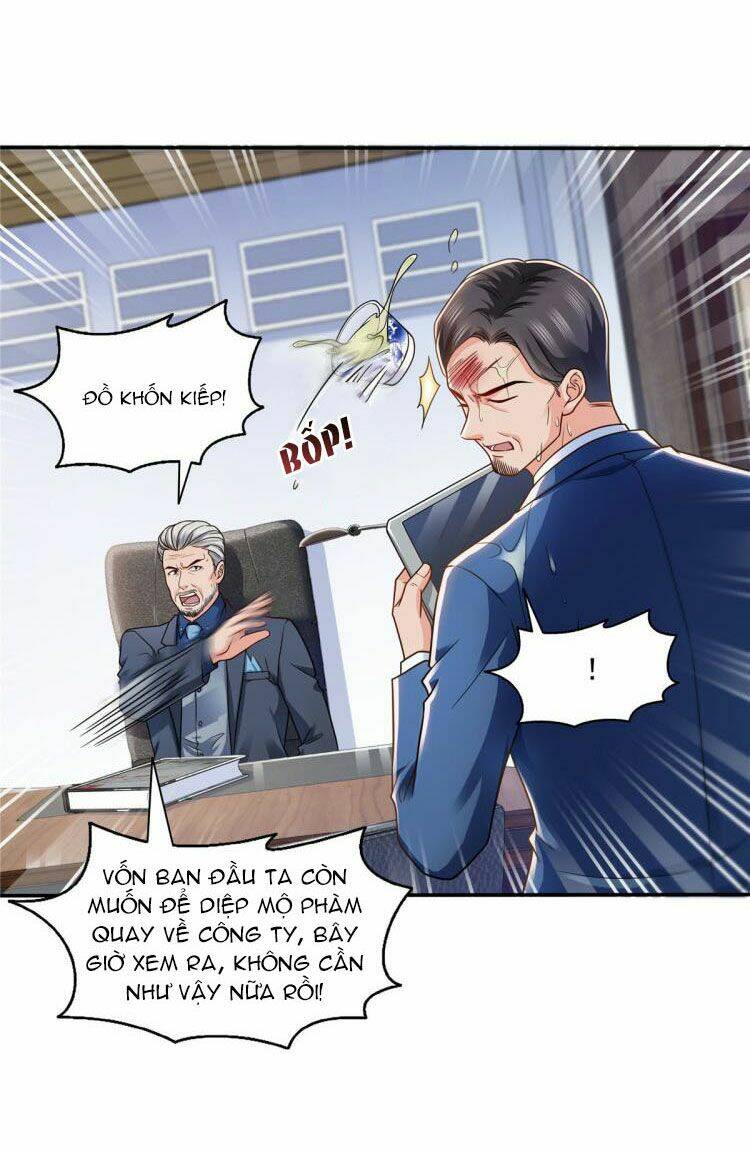 ĐỒ KHỐN KIẾP!
BỐP!
!
VỐN BAN ĐẦU TA CÒN
MUỐN ĐỂ DIỆP MỘ PHÀM
QUAY VỀ CÔNG TY, BÂY
GIỜ XEM RA, KHÔNG CẦN
NHƯ VẬY NỮA RỒI!